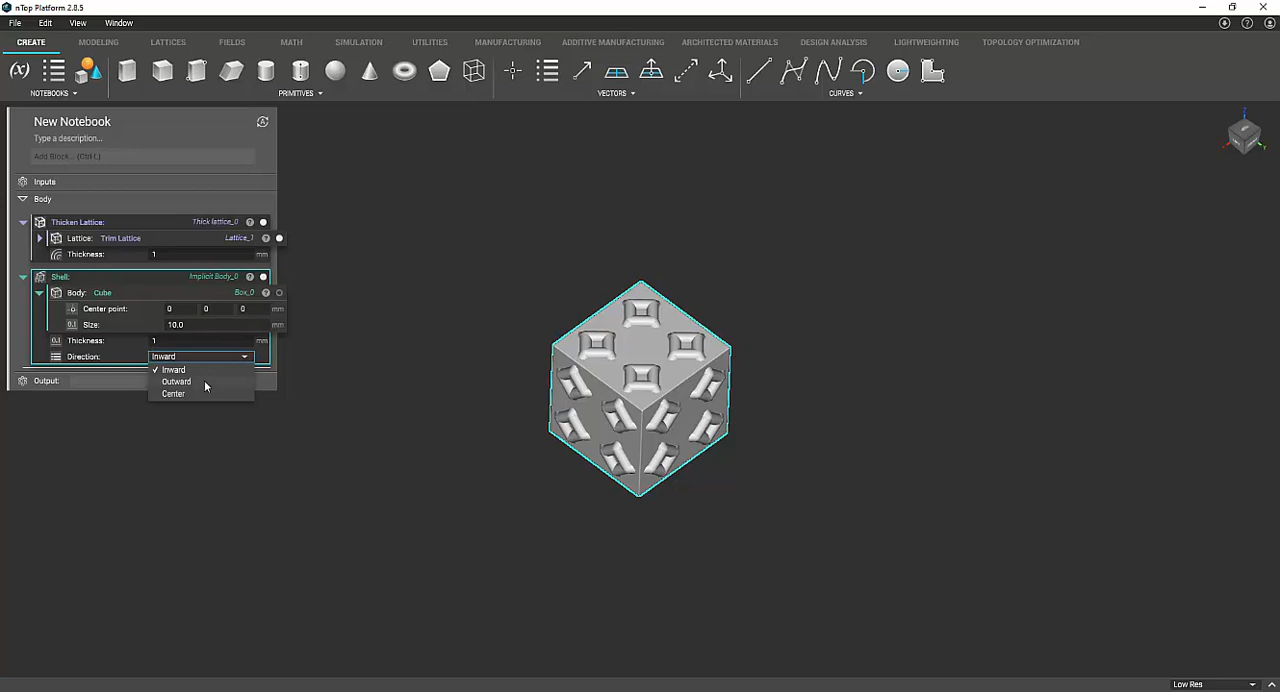 nTop Platform 2.8.5
File Edit View Window
CREATE MODELING LATTICES FIELDS MATH SIMULATION UTILITIES MANUFACTURING ADDITIVE MANUFACTURING ARCHITECTED MATERIALS DESIGN ANALYSIS LIGHTWEIGHTING TOPOLOGY OPTIMIZATION
(x)
NOTEBOOKS PRIMITIVES VECTORS CURVES
New Notebook
Type a description...
Add Block... (Ctrl L)
Inputs
Body
Thicken Lattice: Thick lattice_0
Lattice: Trim Lattice Lattice_1
Thickness: 1 mm
Shell: Implicit Body_0
Body: Cube Box_0
Center point: 0 0 0 mm
Size: 10.0 mm
0.1 Thickness: 1 mm
Direction: Inward
Inward
Output:
Outward
Center
Low Res